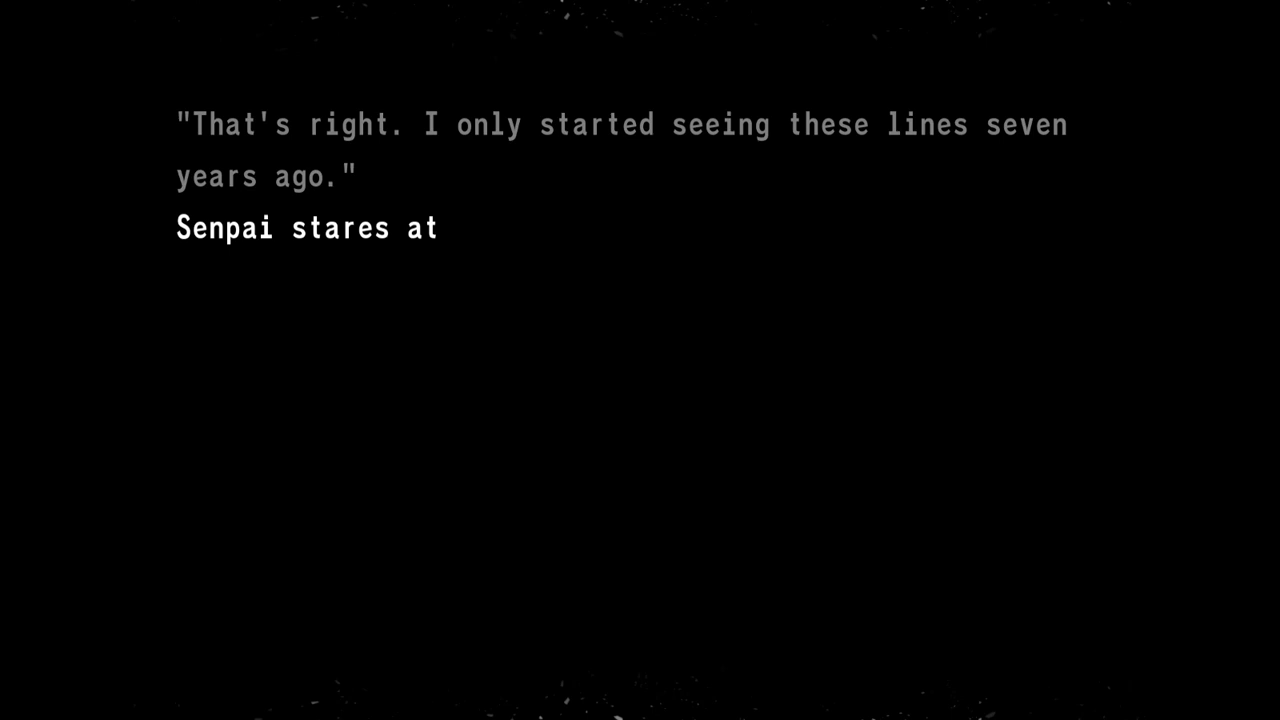 "That's right. I only started seeing these lines seven
years ago."
Senpai stares at